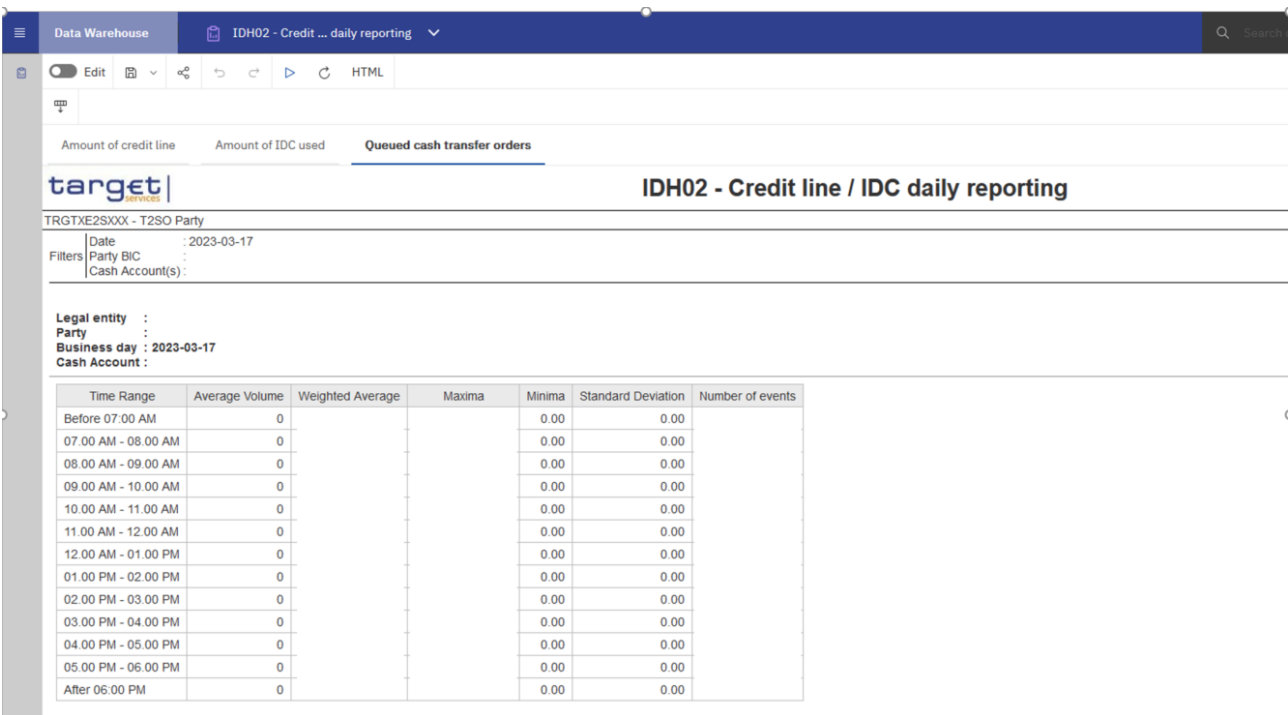 Data Warehouse IDH02 - Credit ... daily reporting Search
Edit HTML
Amount of credit line Amount of IDC used Queued cash transfer orders
target services IDH02 - Credit line / IDC daily reporting
TRGTXE2SXXX - T2SO Party
Filters Date : 2023-03-17
Party BIC :
Cash Account(s) :
Legal entity :
Party :
Business day : 2023-03-17
Cash Account :
Time Range Average Volume Weighted Average Maxima Minima Standard Deviation Number of events
Before 07:00 AM 0 0.00 0.00
07.00 AM - 08.00 AM 0 0.00 0.00
08.00 AM - 09.00 AM 0 0.00 0.00
09.00 AM - 10.00 AM 0 0.00 0.00
10.00 AM - 11.00 AM 0 0.00 0.00
11.00 AM - 12.00 AM 0 0.00 0.00
12.00 AM - 01.00 PM 0 0.00 0.00
01.00 PM - 02.00 PM 0 0.00 0.00
02.00 PM - 03.00 PM 0 0.00 0.00
03.00 PM - 04.00 PM 0 0.00 0.00
04.00 PM - 05.00 PM 0 0.00 0.00
05.00 PM - 06.00 PM 0 0.00 0.00
After 06:00 PM 0 0.00 0.00